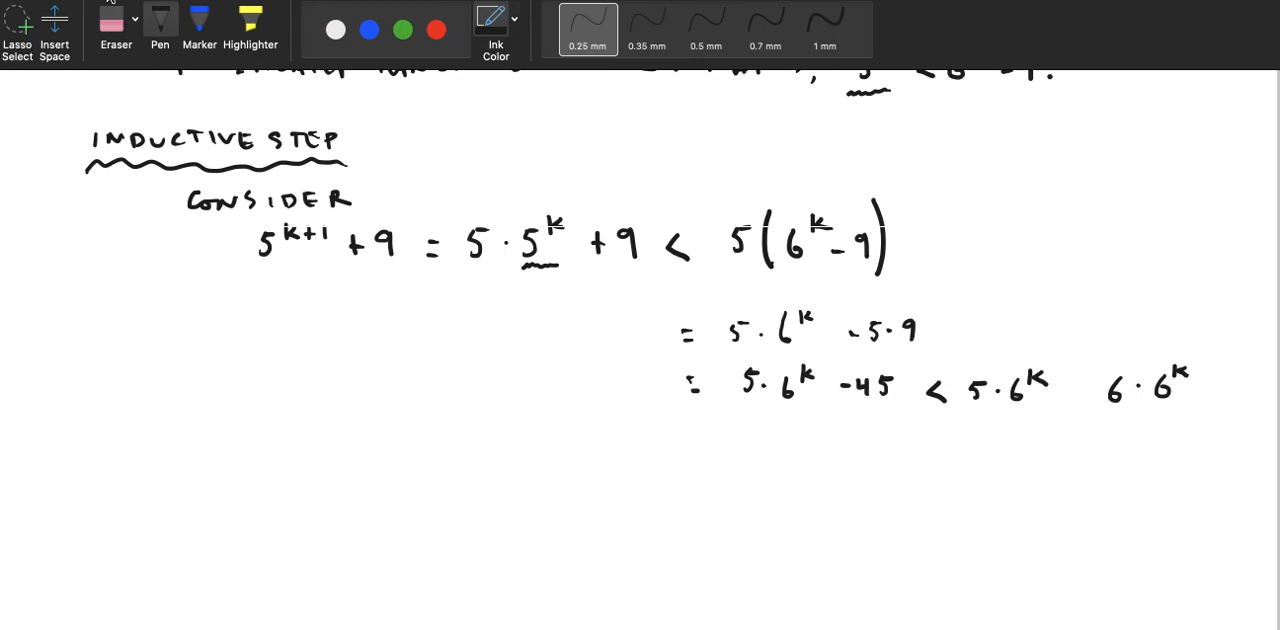 Lasso Select
Insert Space
Eraser
Pen
Marker
Highlighter
Ink Color
0.25 mm
0.35 mm
0.5 mm
0.7 mm
1 mm
INDUCTIVE STEP
CONSIDER
5^{k+1} + 9 = 5 · 5^k + 9 < 5(6^k - 9)
= 5 · 6^k - 5 · 9
= 5 · 6^k - 45 < 5 · 6^k 6 · 6^k